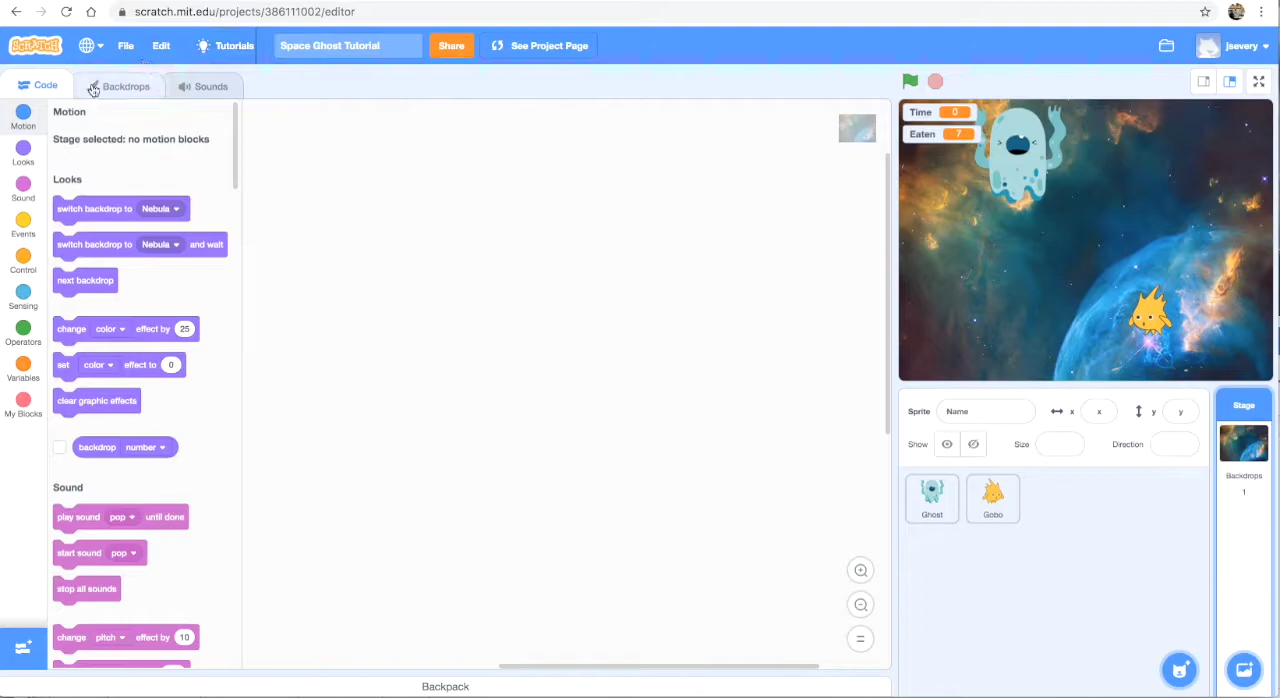 scratch.mit.edu/projects/386111002/editor
SCRATCH
File
Edit
Tutorials
Space Ghost Tutorial
Share
See Project Page
jsevery
Code
Backdrops
Sounds
Motion
Looks
Sound
Events
Control
Sensing
Operators
Variables
My Blocks
Motion
Stage selected: no motion blocks
Looks
switch backdrop to Nebula
switch backdrop to Nebula and wait
next backdrop
change color effect by 25
set color effect to 0
clear graphic effects
backdrop number
Sound
play sound pop until done
start sound pop
stop all sounds
change pitch effect by 10
Time 0
Eaten 7
Sprite Name x x y y
Show Size Direction
Ghost
Gobo
Stage
Backdrops
1
Backpack